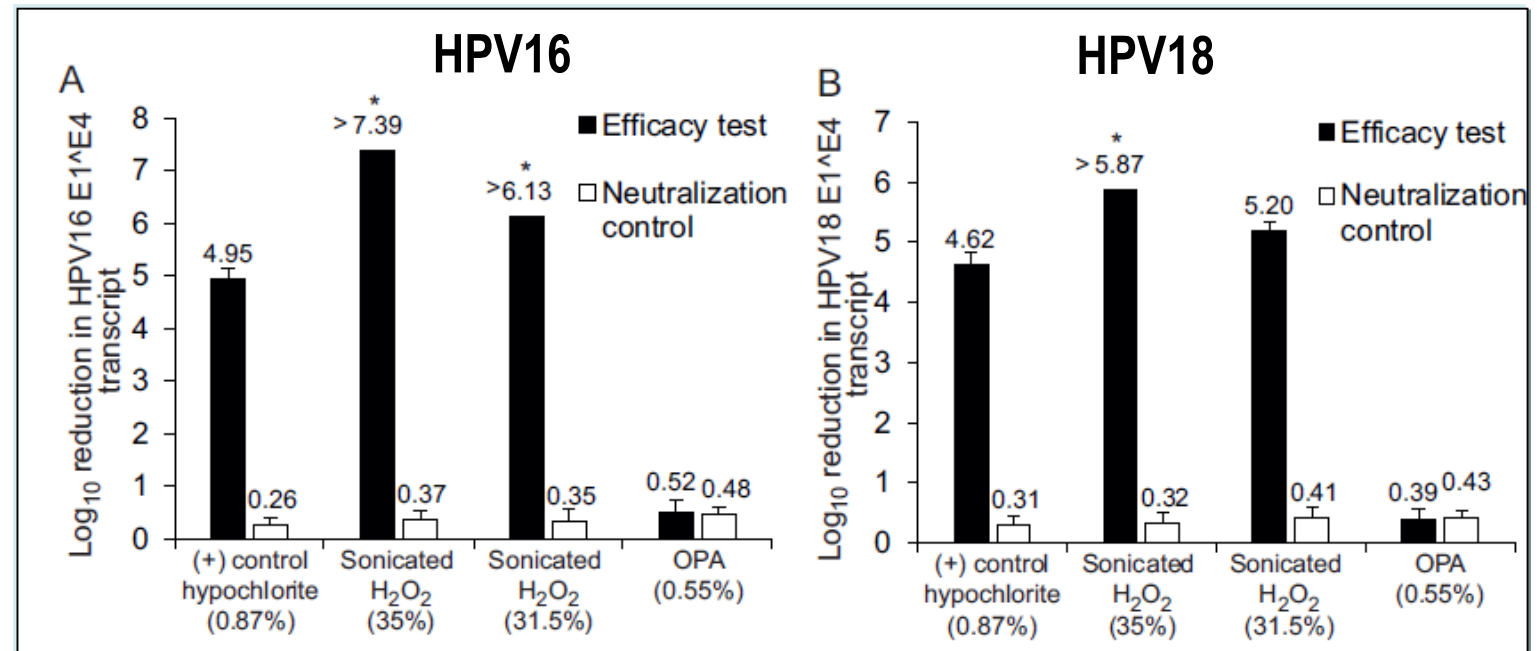 HPV16
A
Log10 reduction in HPV16 E1^E4
transcript
8
7
6
5
4
3
2
1
0
*
>7.39
*
>6.13
4.95
0.26
0.37
0.35
0.52
0.48
Efficacy test
Neutralization
control
(+) control
hypochlorite
(0.87%)
Sonicated
H2O2
(35%)
Sonicated
H2O2
(31.5%)
OPA
(0.55%)
HPV18
B
Log10 reduction in HPV18 E1^E4
transcript
7
6
5
4
3
2
1
0
*
>5.87
5.20
4.62
0.31
0.32
0.41
0.39
0.43
Efficacy test
Neutralization
control
(+) control
hypochlorite
(0.87%)
Sonicated
H2O2
(35%)
Sonicated
H2O2
(31.5%)
OPA
(0.55%)